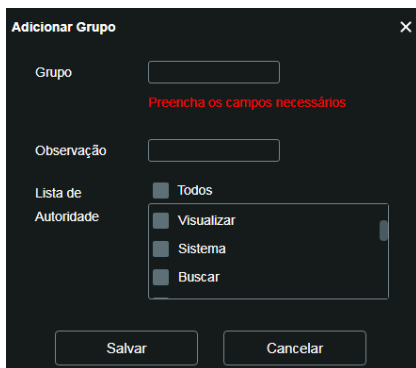 Adicionar Grupo
Grupo
Preencha os campos necessários
Observação
Lista de
Autoridade
Todos
Visualizar
Sistema
Buscar
Salvar
Cancelar